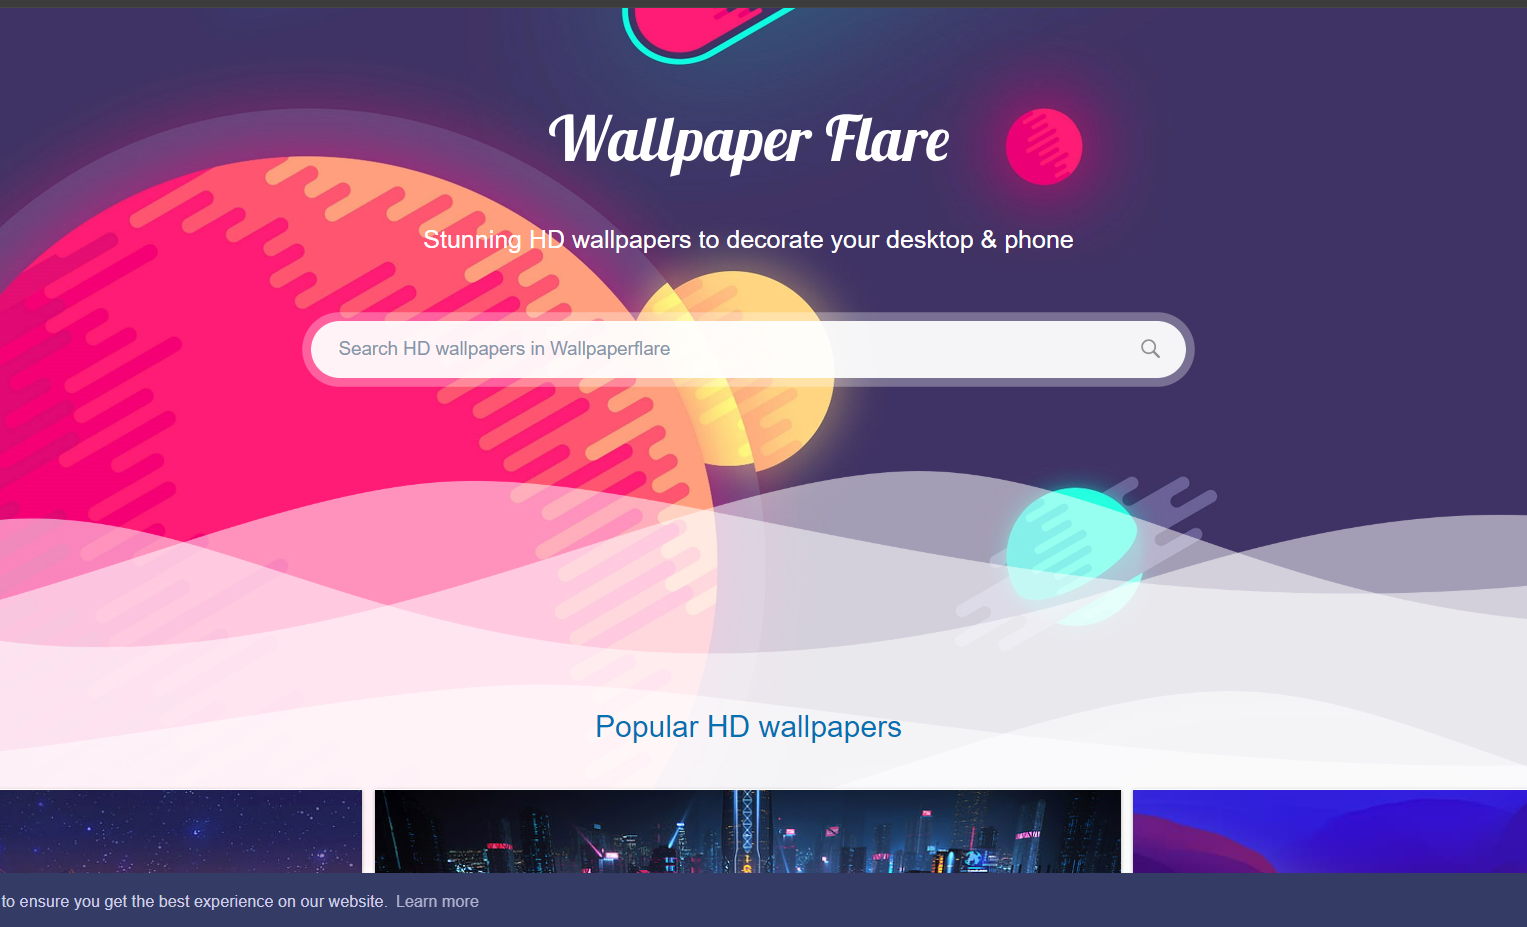 Wallpaper Flare
Stunning HD wallpapers to decorate your desktop & phone
Search HD wallpapers in Wallpaperflare
Popular HD wallpapers
to ensure you get the best experience on our website. Learn more